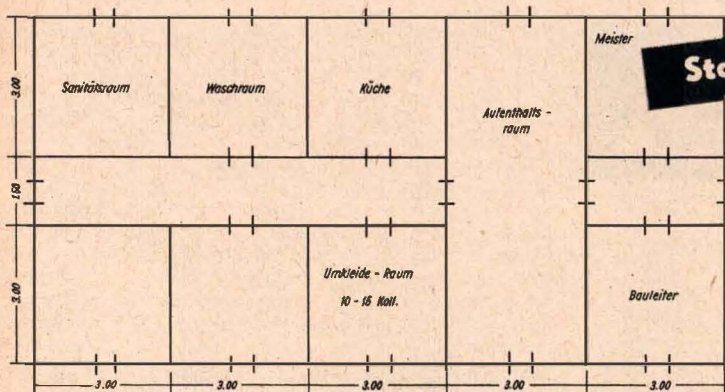 Meister
Sanitätsraum
Waschraum
Küche
Aufenthalts -
raum
3.00
1.50
Umkleide - Raum
10 - 15 Koll.
Bauleiter
3.00
3.00
3.00
3.00
3.00
3.00